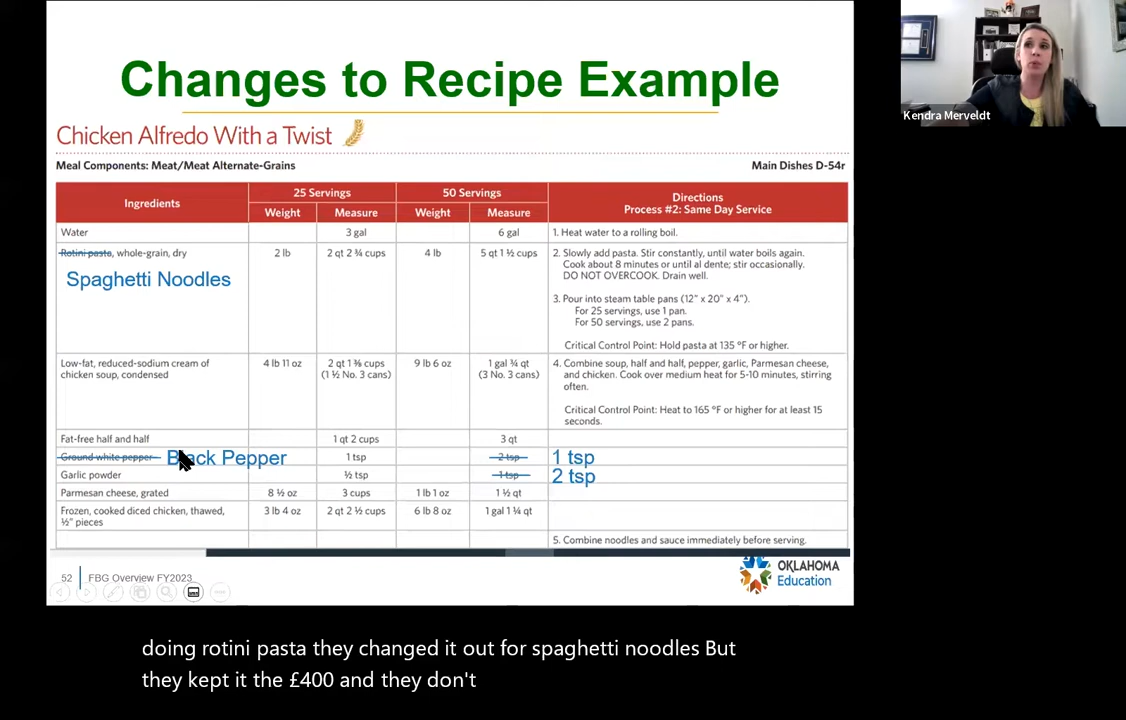 Changes to Recipe Example
Chicken Alfredo With a Twist
Meal Components: Meat/Meat Alternate-Grains
Main Dishes D-54r
Ingredients
25 Servings
50 Servings
Directions
Process #2: Same Day Service
Weight
Measure
Weight
Measure
Water
3 gal
6 gal
1. Heat water to a rolling boil.
Rotini pasta, whole-grain, dry
2 lb
2 qt 2 ¾ cups
4 lb
5 qt 1 ½ cups
2. Slowly add pasta. Stir constantly, until water boils again.
Cook about 8 minutes or until al dente; stir occasionally.
DO NOT OVERCOOK. Drain well.
Spaghetti Noodles
3. Pour into steam table pans (12" x 20" x 4").
For 25 servings, use 1 pan.
For 50 servings, use 2 pans.
Critical Control Point: Hold pasta at 135 °F or higher.
Low-fat, reduced-sodium cream of
chicken soup, condensed
4 lb 11 oz
2 qt 1 ⅜ cups
(1 ½ No. 3 cans)
9 lb 6 oz
1 gal ¾ qt
(3 No. 3 cans)
4. Combine soup, half and half, pepper, garlic, Parmesan cheese,
and chicken. Cook over medium heat for 5-10 minutes, stirring
often.
Critical Control Point: Heat to 165 °F or higher for at least 15
seconds.
Fat-free half and half
1 qt 2 cups
3 qt
Ground white pepper
Black Pepper
1 tsp
2 tsp
1 tsp
Garlic powder
½ tsp
1 tsp
2 tsp
Parmesan cheese, grated
8 ½ oz
3 cups
1 lb 1 oz
1 ½ qt
Frozen, cooked diced chicken, thawed,
½" pieces
3 lb 4 oz
2 qt 2 ½ cups
6 lb 8 oz
1 gal 1 ¼ qt
5. Combine noodles and sauce immediately before serving.
52
FBG Overview FY2023
OKLAHOMA
Education
Kendra Merveldt
doing rotini pasta they changed it out for spaghetti noodles But
they kept it the £400 and they don't